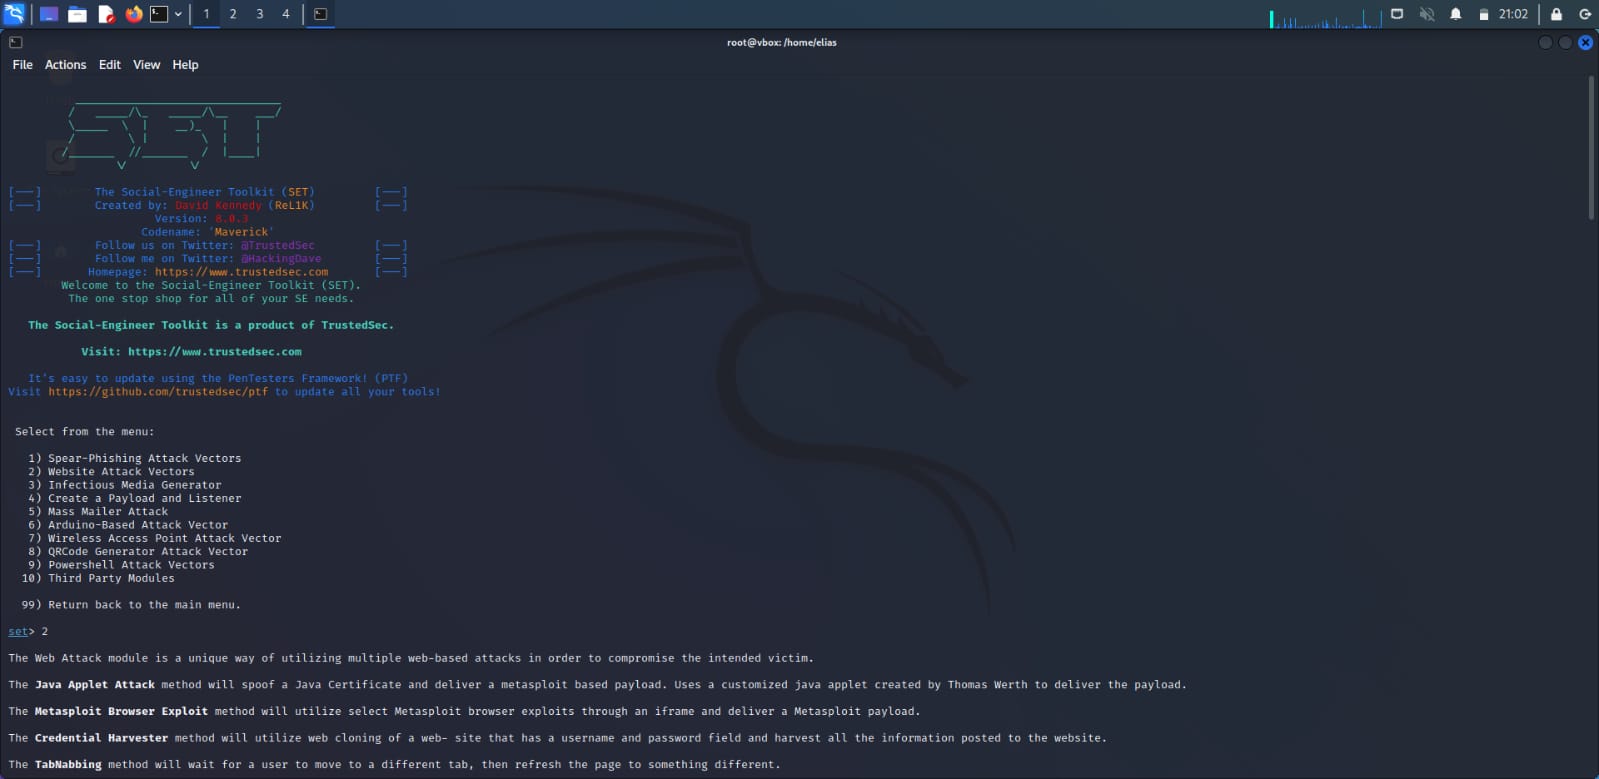 1 2 3 4
21:02
root@vbox: /home/elias
File Actions Edit View Help
SET
[---] The Social-Engineer Toolkit (SET) [---]
[---] Created by: David Kennedy (ReL1K) [---]
Version: 8.0.3
Codename: 'Maverick'
[---] Follow us on Twitter: @TrustedSec [---]
[---] Follow me on Twitter: @HackingDave [---]
[---] Homepage: https://www.trustedsec.com [---]
Welcome to the Social-Engineer Toolkit (SET).
The one stop shop for all of your SE needs.
The Social-Engineer Toolkit is a product of TrustedSec.
Visit: https://www.trustedsec.com
It's easy to update using the PenTesters Framework! (PTF)
Visit https://github.com/trustedsec/ptf to update all your tools!
Select from the menu:
1) Spear-Phishing Attack Vectors
2) Website Attack Vectors
3) Infectious Media Generator
4) Create a Payload and Listener
5) Mass Mailer Attack
6) Arduino-Based Attack Vector
7) Wireless Access Point Attack Vector
8) QRCode Generator Attack Vector
9) Powershell Attack Vectors
10) Third Party Modules
99) Return back to the main menu.
set> 2
The Web Attack module is a unique way of utilizing multiple web-based attacks in order to compromise the intended victim.
The Java Applet Attack method will spoof a Java Certificate and deliver a metasploit based payload. Uses a customized java applet created by Thomas Werth to deliver the payload.
The Metasploit Browser Exploit method will utilize select Metasploit browser exploits through an iframe and deliver a Metasploit payload.
The Credential Harvester method will utilize web cloning of a web- site that has a username and password field and harvest all the information posted to the website.
The TabNabbing method will wait for a user to move to a different tab, then refresh the page to something different.